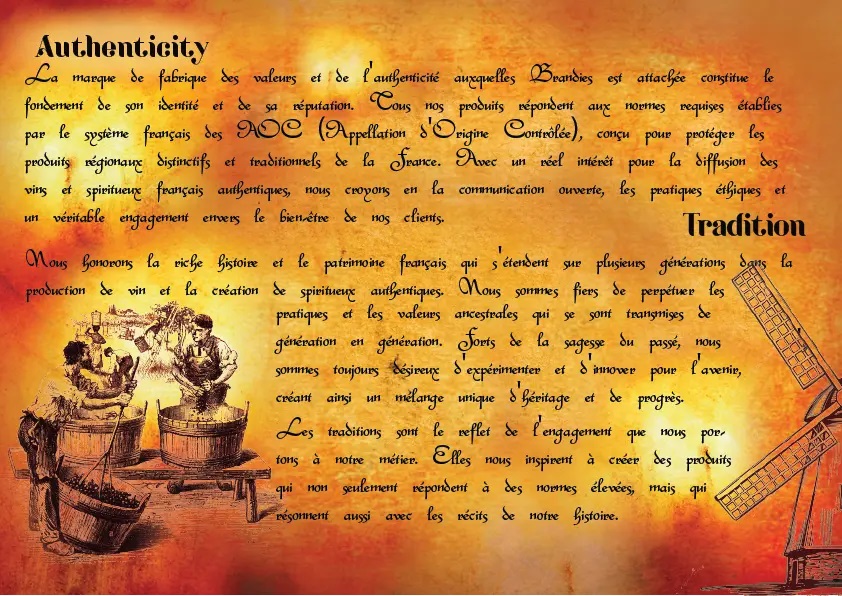 Authenticity
La marque de fabrique des valeurs et de l'authenticité auxquelles Brandies est attachée constitue le
fondement de son identité et de sa réputation. Tous nos produits répondent aux normes requises établies
par le système français des AOC (Appellation d'Origine Contrôlée), conçu pour protéger les
produits régionaux distinctifs et traditionnels de la France. Avec un réel intérêt pour la diffusion des
vins et spiritueux français authentiques, nous croyons en la communication ouverte, les pratiques éthiques et
un véritable engagement envers le bien-être de nos clients.
Tradition
Nous honorons la riche histoire et le patrimoine français qui s'étendent sur plusieurs générations dans la
production de vin et la création de spiritueux authentiques. Nous sommes fiers de perpétuer les
pratiques et les valeurs ancestrales qui se sont transmises de
génération en génération. Forts de la sagesse du passé, nous
sommes toujours désireux d'expérimenter et d'innover pour l'avenir,
créant ainsi un mélange unique d'héritage et de progrès.
Les traditions sont le reflet de l'engagement que nous por-
tons à notre métier. Elles nous inspirent à créer des produits
qui non seulement répondent à des normes élevées, mais qui
résonnent aussi avec les récits de notre histoire.